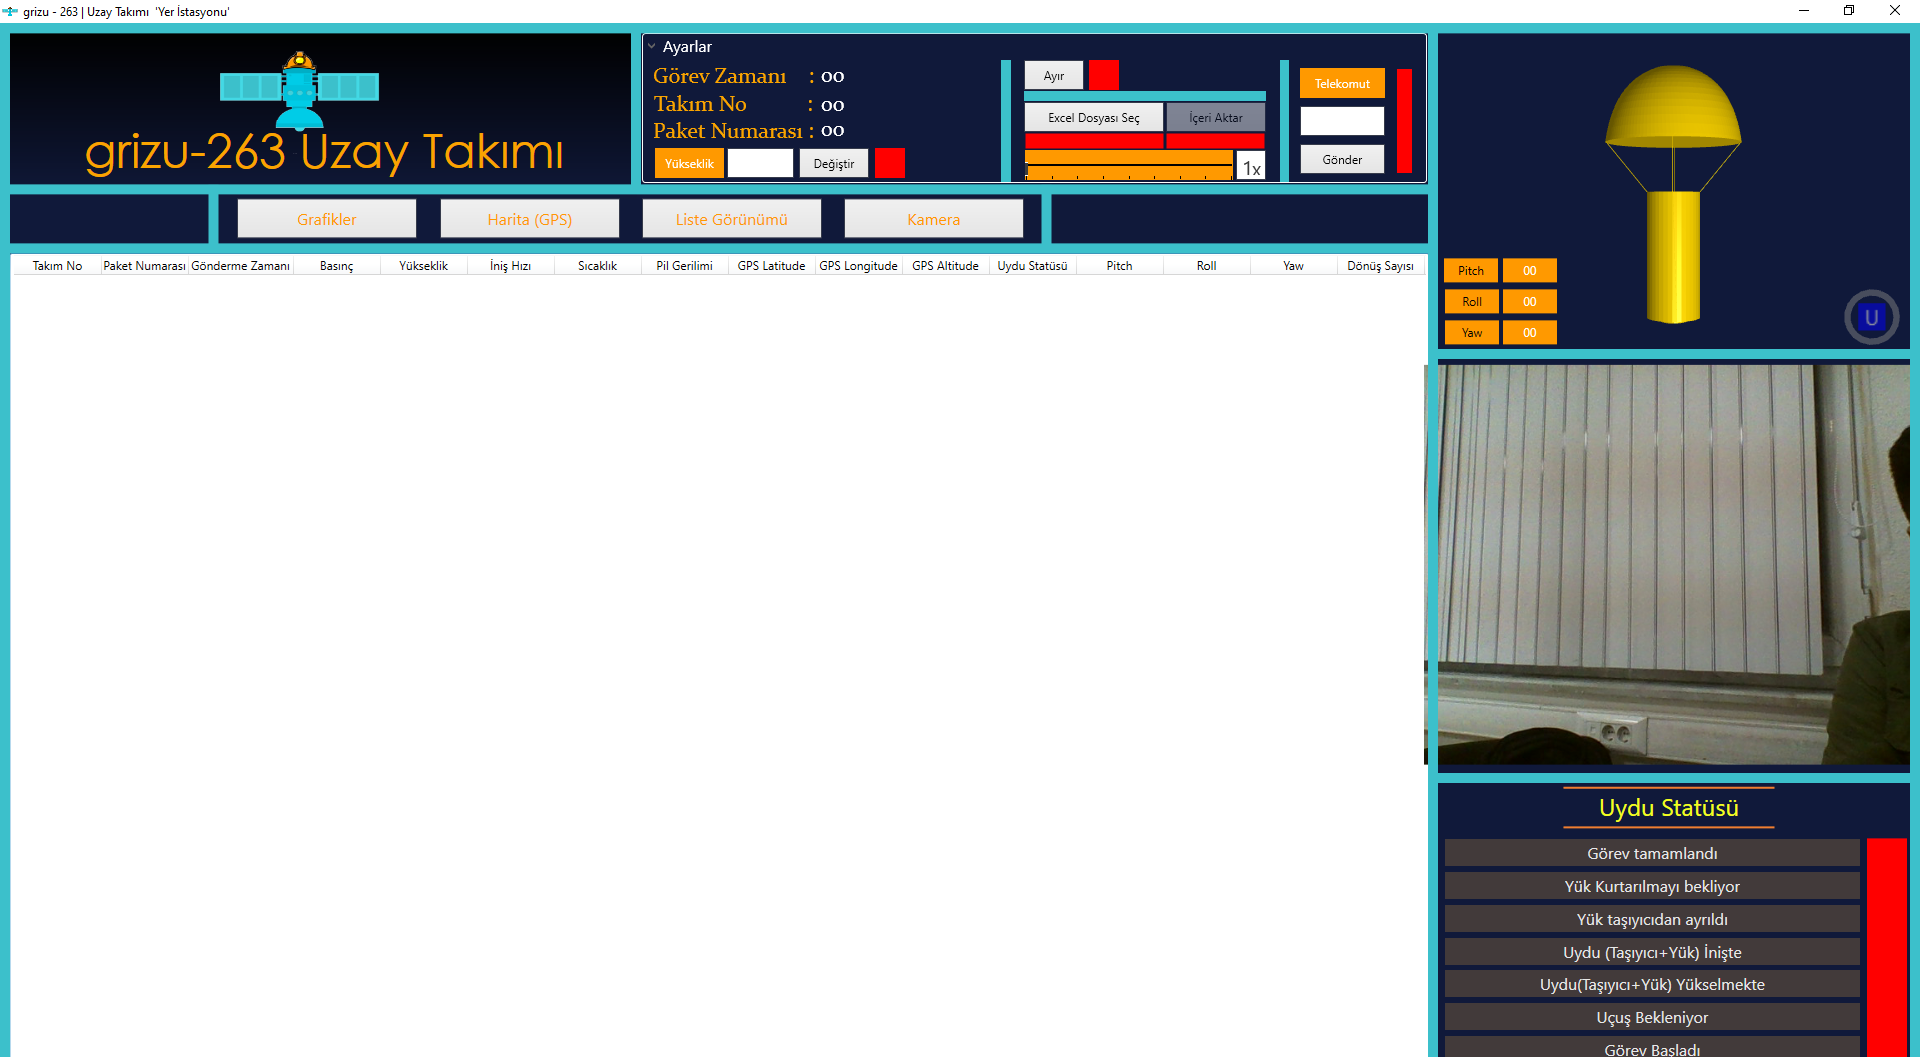 grizu - 263 | Uzay Takımı 'Yer İstasyonu'
grizu-263 Uzay Takımı
Ayarlar
Görev Zamanı : 00
Takım No : 00
Paket Numarası : 00
Yükseklik Değiştir
Ayır
Excel Dosyası Seç İçeri Aktar
1x
Telekomut
Gönder
Grafikler Harita (GPS) Liste Görünümü Kamera
Takım No Paket Numarası Gönderme Zamanı Basınç Yükseklik İniş Hızı Sıcaklık Pil Gerilimi GPS Latitude GPS Longitude GPS Altitude Uydu Statüsü Pitch Roll Yaw Dönüş Sayısı
Pitch 00
Roll 00
Yaw 00
U
Uydu Statüsü
Görev tamamlandı
Yük Kurtarılmayı bekliyor
Yük taşıyıcıdan ayrıldı
Uydu (Taşıyıcı+Yük) İnişte
Uydu(Taşıyıcı+Yük) Yükselmekte
Uçuş Bekleniyor
Görev Başladı